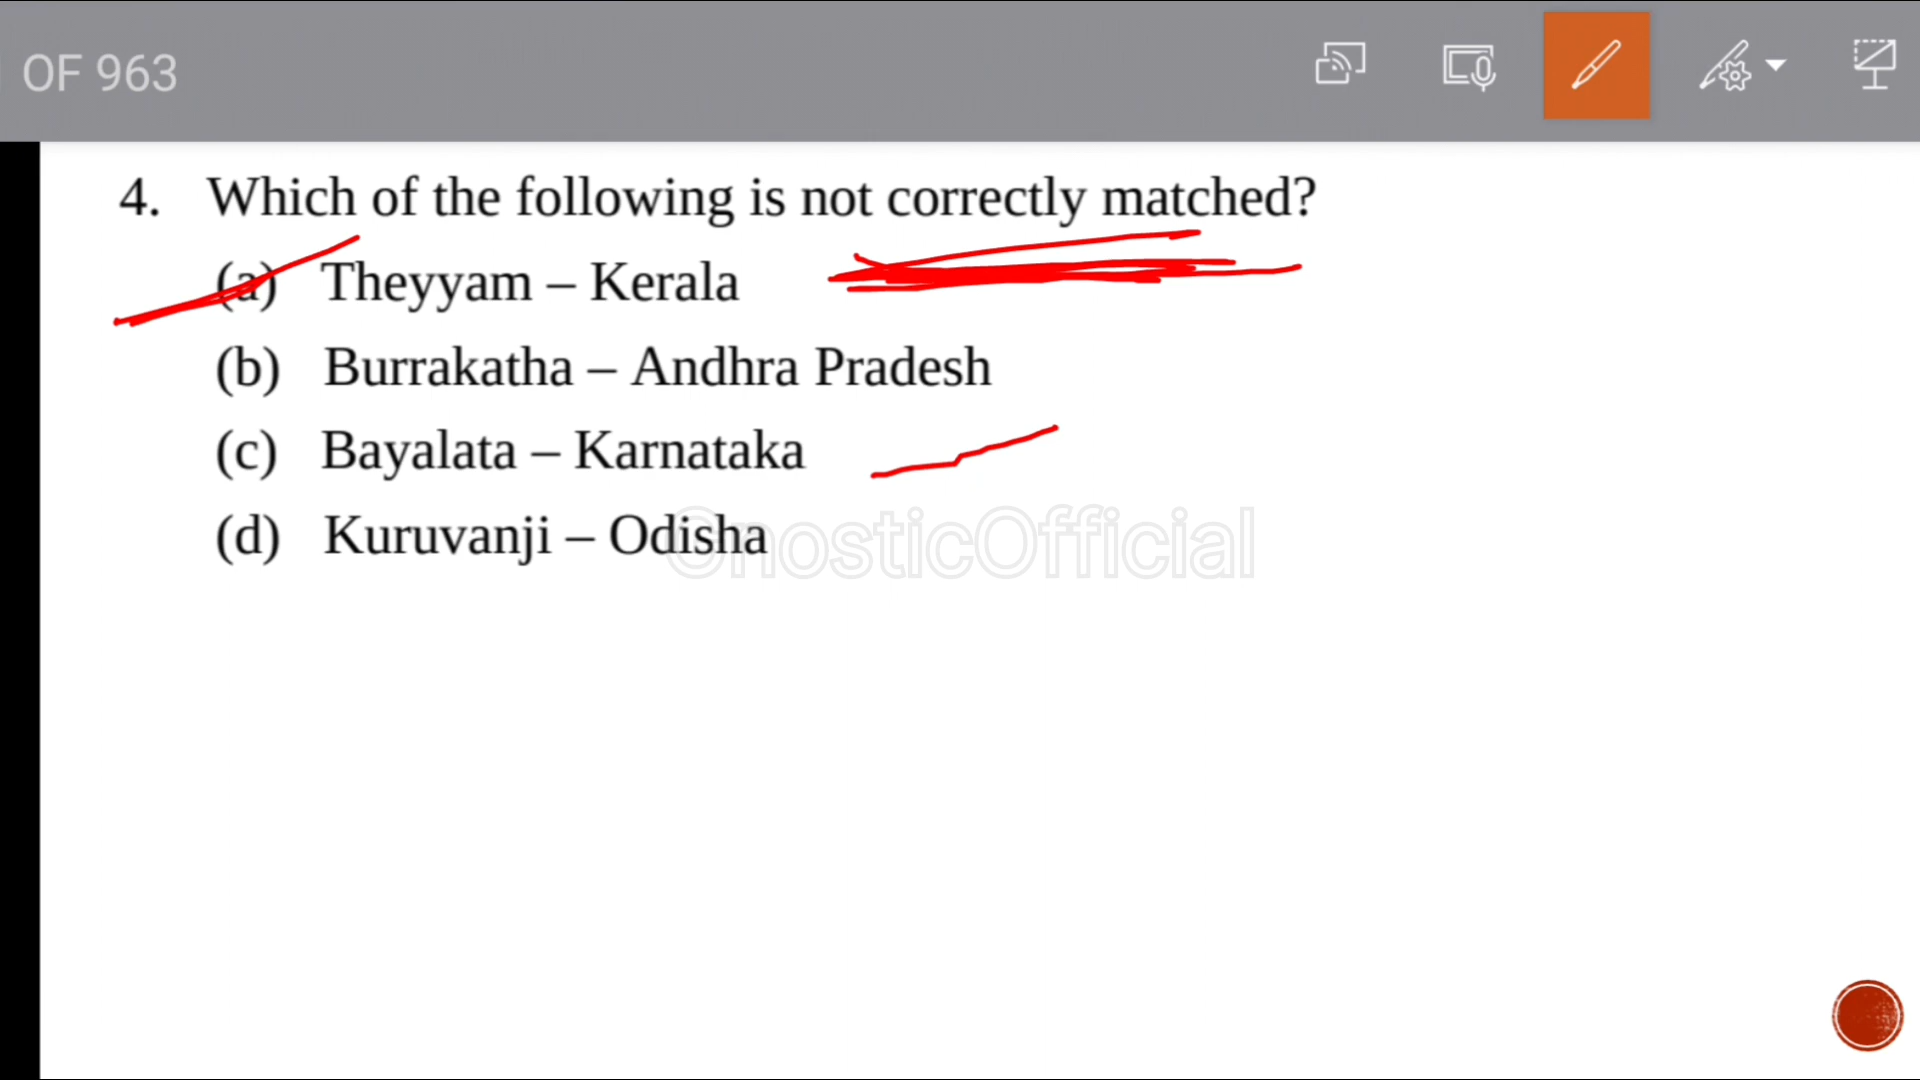 OF 963
4. Which of the following is not correctly matched?
(a) Theyyam – Kerala
(b) Burrakatha – Andhra Pradesh
(c) Bayalata – Karnataka
(d) Kuruvanji – Odisha
©nosticOfficial